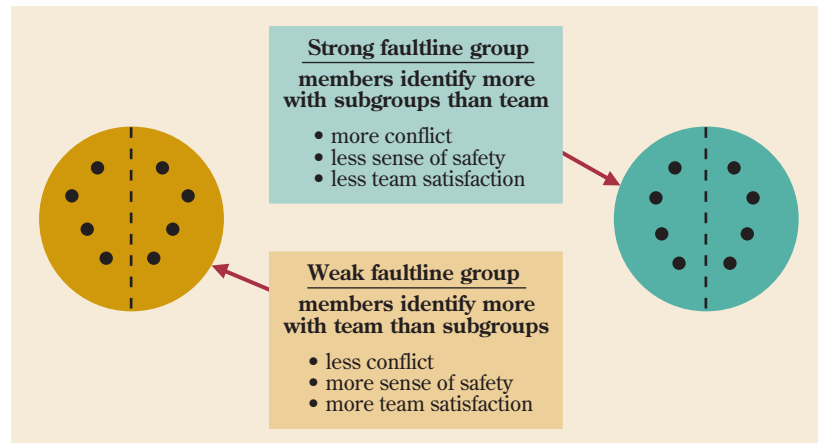 Strong faultline group
members identify more
with subgroups than team
• more conflict
• less sense of safety
• less team satisfaction
Weak faultline group
members identify more
with team than subgroups
• less conflict
• more sense of safety
• more team satisfaction